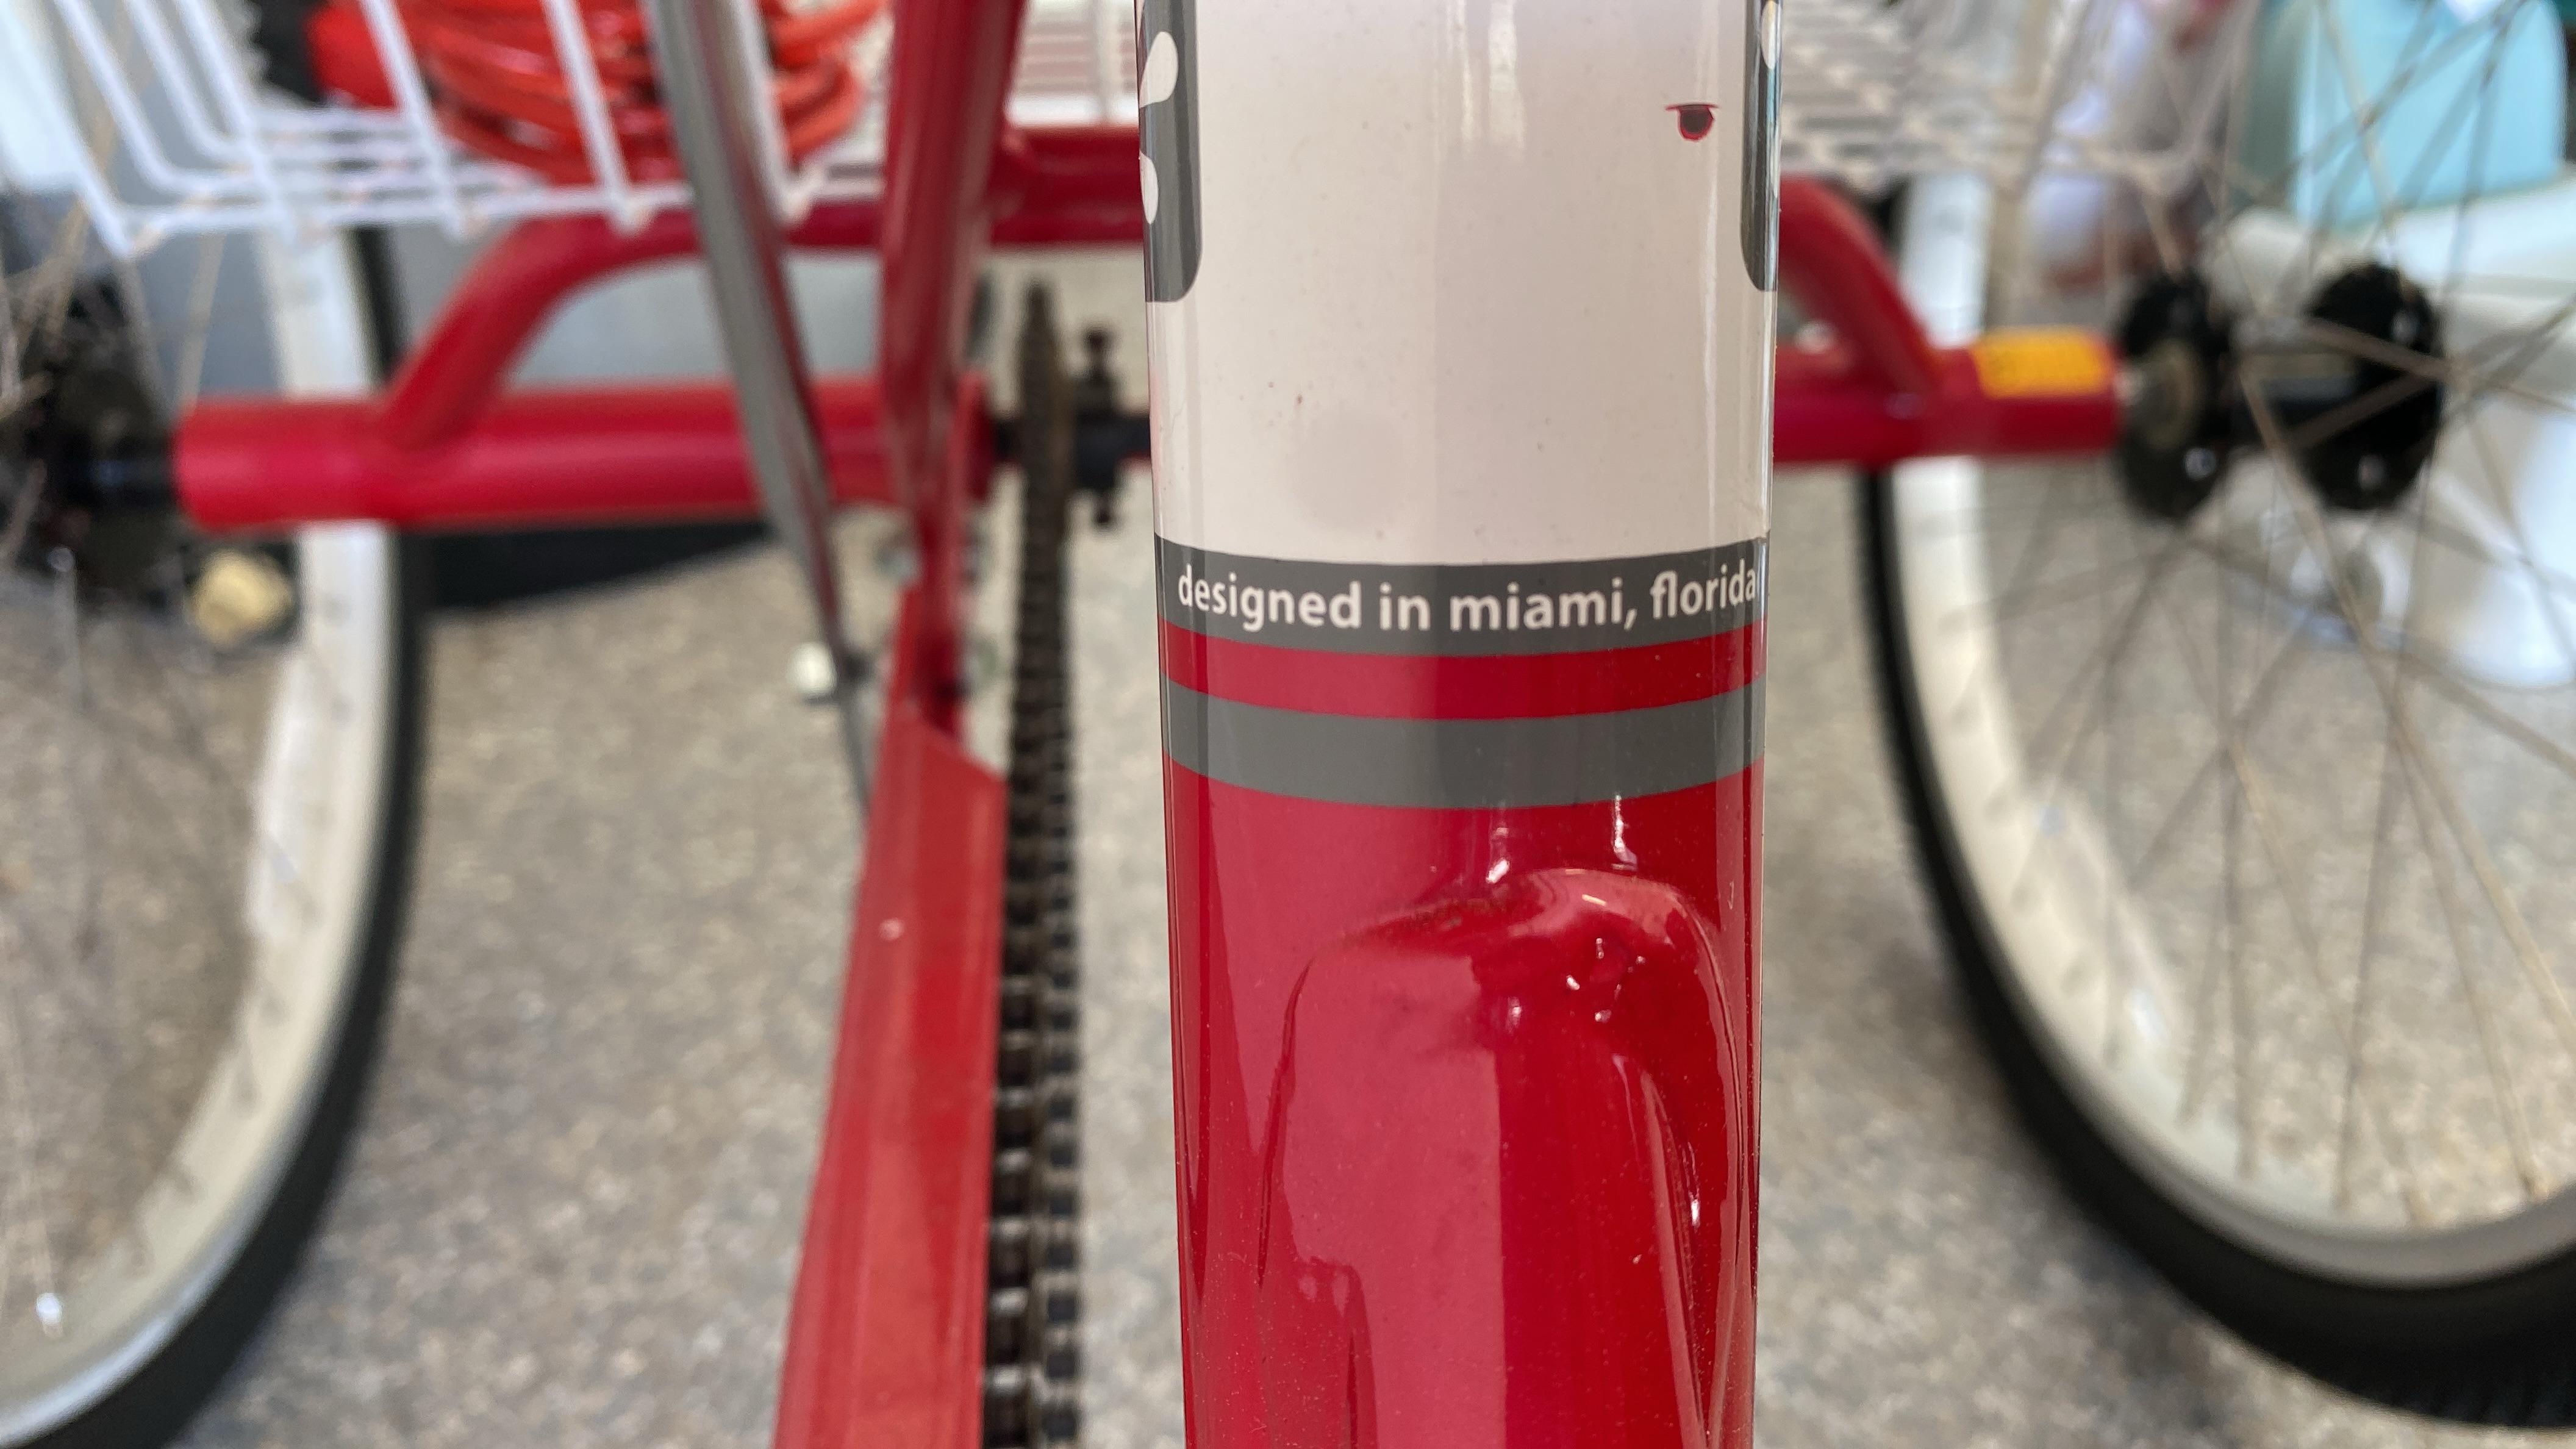 designed in miami, florida